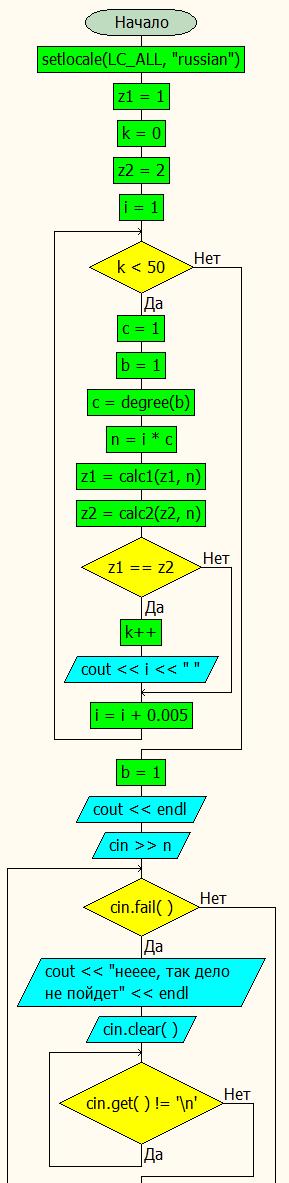 Начало
setlocale(LC_ALL, "russian")
z1 = 1
k = 0
z2 = 2
i = 1
k < 50
Нет
Да
c = 1
b = 1
c = degree(b)
n = i * c
z1 = calc1(z1, n)
z2 = calc2(z2, n)
z1 == z2
Нет
Да
k++
cout << i << " "
i = i + 0.005
b = 1
cout << endl
cin >> n
cin.fail( )
Нет
Да
cout << "нееее, так дело
не пойдет" << endl
cin.clear( )
cin.get( ) != '\n'
Нет
Да